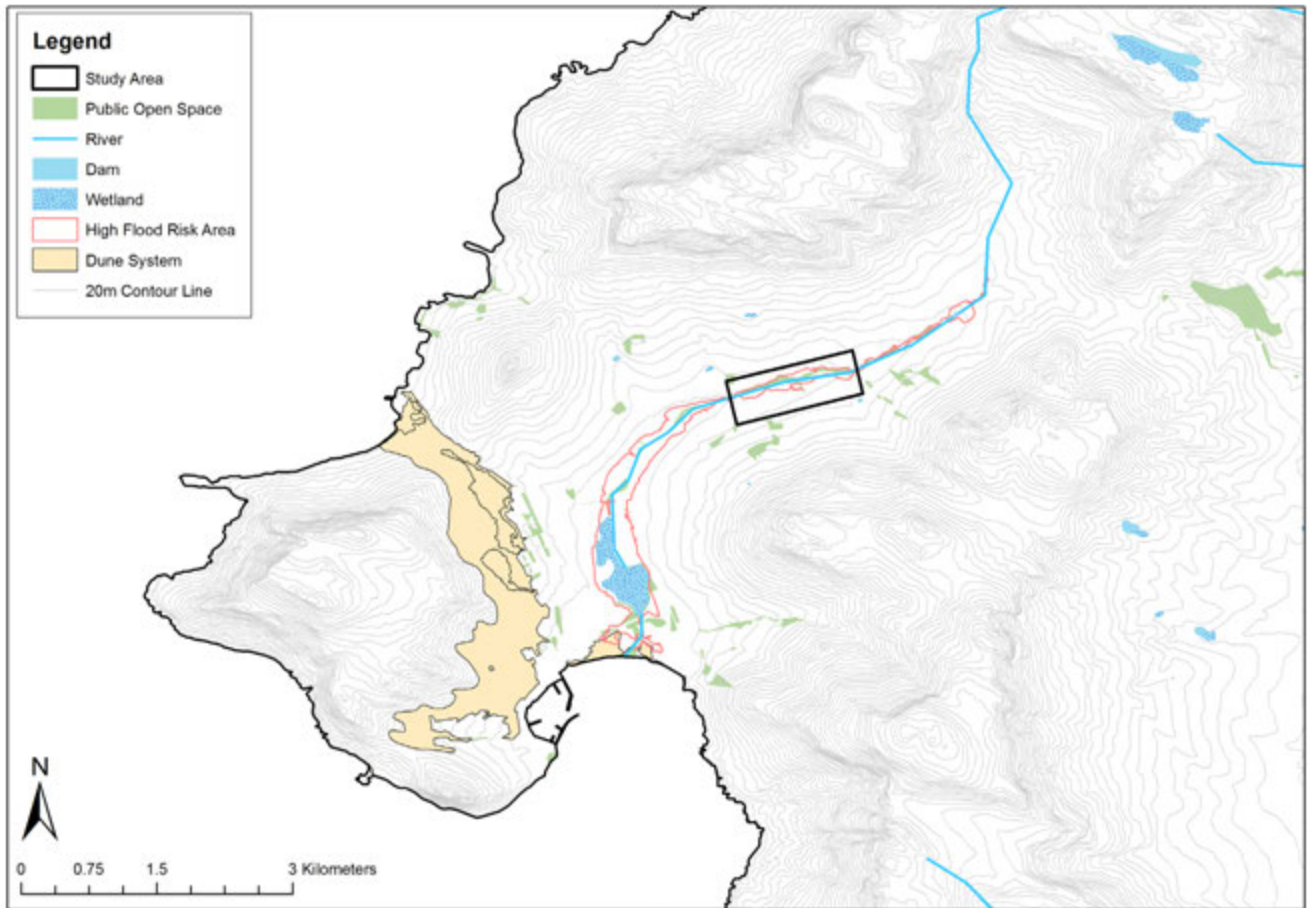 Legend
Study Area
Public Open Space
River
Dam
Wetland
High Flood Risk Area
Dune System
20m Contour Line
N
0 0.75 1.5 3 Kilometers